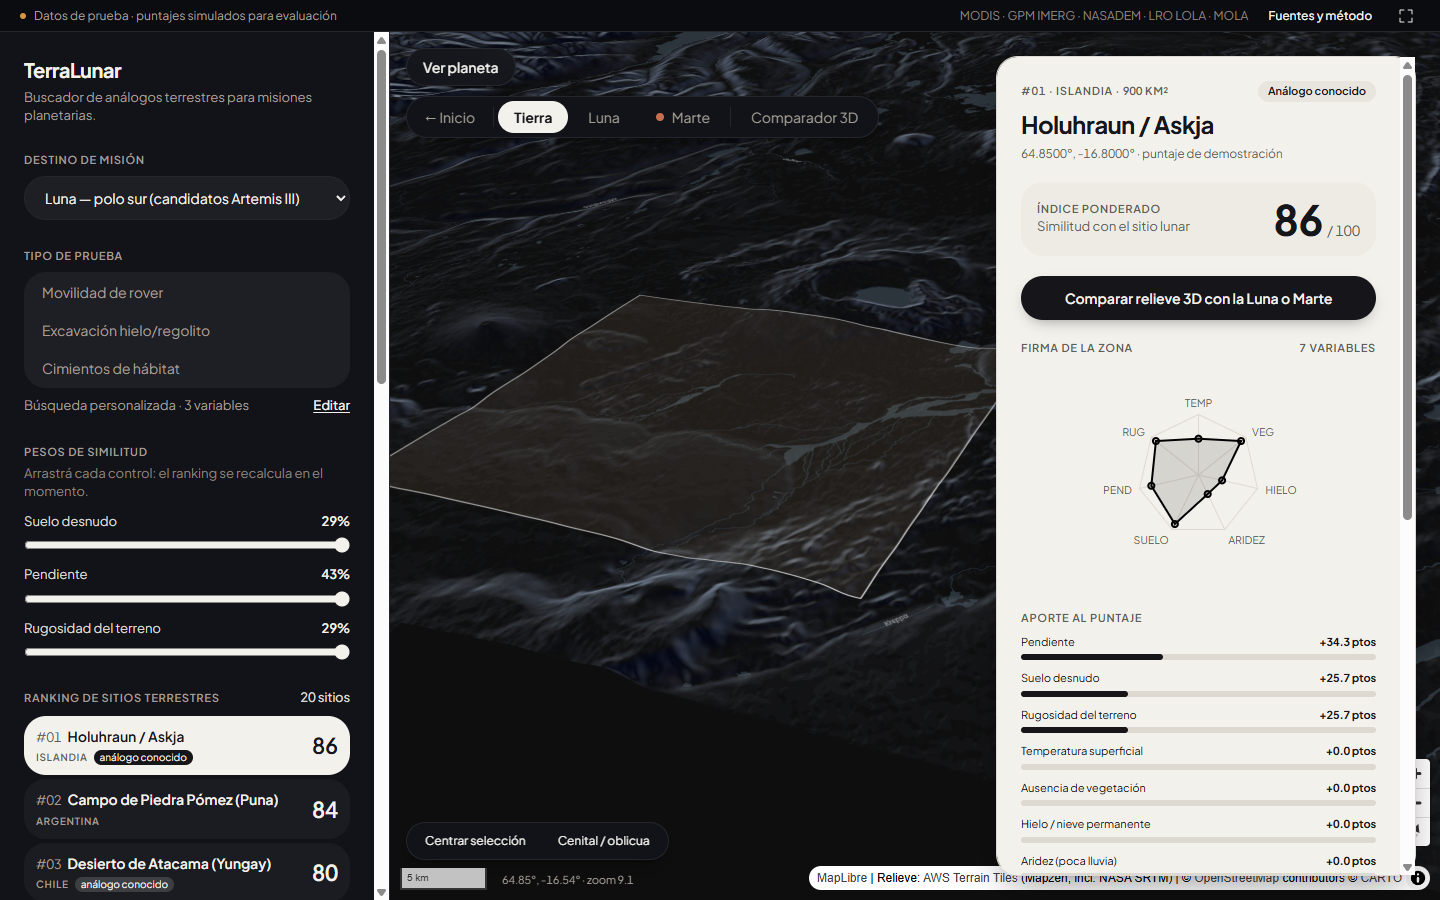 Datos de prueba · puntajes simulados para evaluación
MODIS · GPM IMERG · NASADEM · LRO LOLA · MOLA
Fuentes y método
TerraLunar
Buscador de análogos terrestres para misiones
planetarias.
DESTINO DE MISIÓN
Luna — polo sur (candidatos Artemis III)
TIPO DE PRUEBA
Movilidad de rover
Excavación hielo/regolito
Cimientos de hábitat
Búsqueda personalizada · 3 variables
Editar
PESOS DE SIMILITUD
Arrastrá cada control: el ranking se recalcula en el
momento.
Suelo desnudo 29%
Pendiente 43%
Rugosidad del terreno 29%
RANKING DE SITIOS TERRESTRES 20 sitios
#01 Holuhraun / Askja
ISLANDIA análogo conocido
86
#02 Campo de Piedra Pómez (Puna)
ARGENTINA
84
#03 Desierto de Atacama (Yungay)
CHILE análogo conocido
80
Ver planeta
← Inicio Tierra Luna Marte Comparador 3D
Kreppa
Centrar selección Cenital / oblicua
5 km
64.85°, -16.54° · zoom 9.1
#01 · ISLANDIA · 900 KM²
Análogo conocido
Holuhraun / Askja
64.8500°, -16.8000° · puntaje de demostración
ÍNDICE PONDERADO
Similitud con el sitio lunar
86 / 100
Comparar relieve 3D con la Luna o Marte
FIRMA DE LA ZONA 7 VARIABLES
TEMP
RUG VEG
PEND HIELO
SUELO ARIDEZ
APORTE AL PUNTAJE
Pendiente +34.3 ptos
Suelo desnudo +25.7 ptos
Rugosidad del terreno +25.7 ptos
Temperatura superficial +0.0 ptos
Ausencia de vegetación +0.0 ptos
Hielo / nieve permanente +0.0 ptos
Aridez (poca lluvia) +0.0 ptos
MapLibre | Relieve: AWS Terrain Tiles (Mapzen, incl. NASA SRTM) | © OpenStreetMap contributors © CARTO